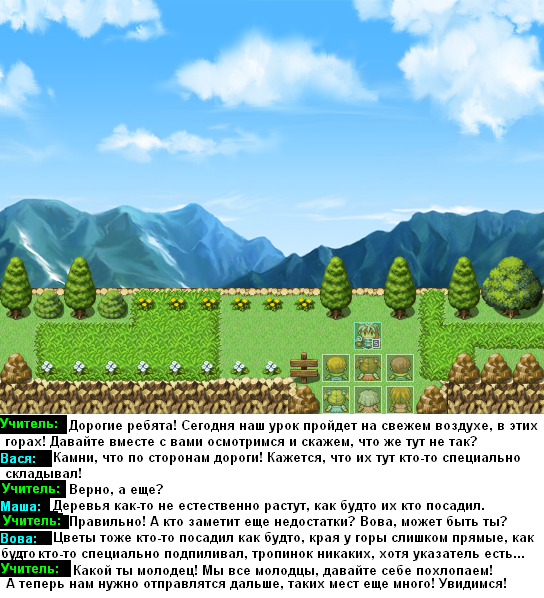 Учитель: Дорогие ребята! Сегодня наш урок пройдет на свежем воздухе, в этих
горах! Давайте вместе с вами осмотримся и скажем, что же тут не так?
Вася: Камни, что по сторонам дороги! Кажется, что их тут кто-то специально
складывал!
Учитель: Верно, а еще?
Маша: Деревья как-то не естественно растут, как будто их кто посадил.
Учитель: Правильно! А кто заметит еще недостатки? Вова, может быть ты?
Вова: Цветы тоже кто-то посадил как будто, края у горы слишком прямые, как
будто кто-то специально подпиливал, тропинок никаких, хотя указатель есть...
Учитель: Какой ты молодец! Мы все молодцы, давайте себе похлопаем!
А теперь нам нужно отправлятся дальше, таких мест еще много! Увидимся!